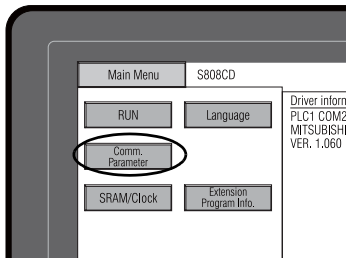 Main Menu S808CD
RUN Language
Driver inforn
PLC1 COM2
MITSUBISHI
VER. 1.060
Comm.
Parameter
SRAM/Clock
Extension
Program Info.